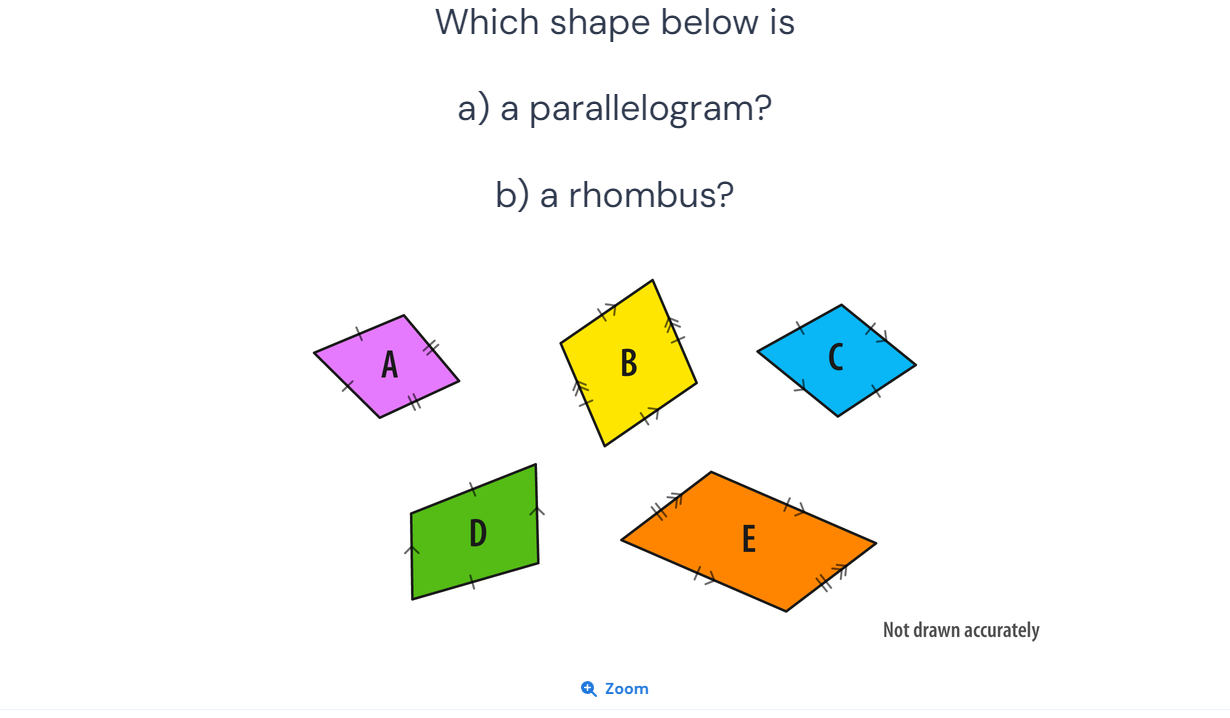 Which shape below is
a) a parallelogram?
b) a rhombus?
A
B
C
D
E
Not drawn accurately
Zoom